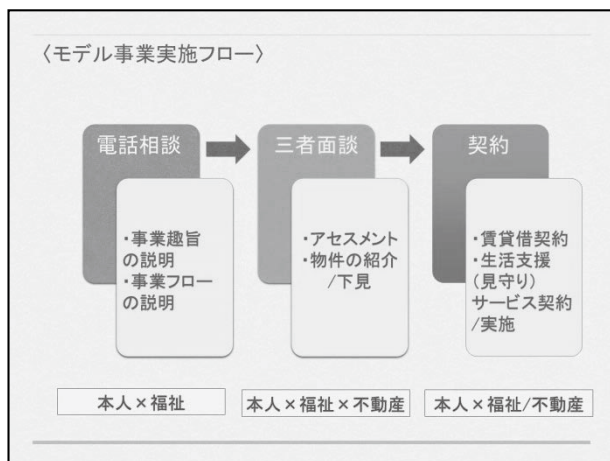 〈モデル事業実施フロー〉
電話相談
・事業趣旨
の説明
・事業フロー
の説明
本人×福祉
三者面談
・アセスメント
・物件の紹介
/下見
本人×福祉×不動産
契約
・賃貸借契約
・生活支援
(見守り)
サービス契約
/実施
本人×福祉/不動産